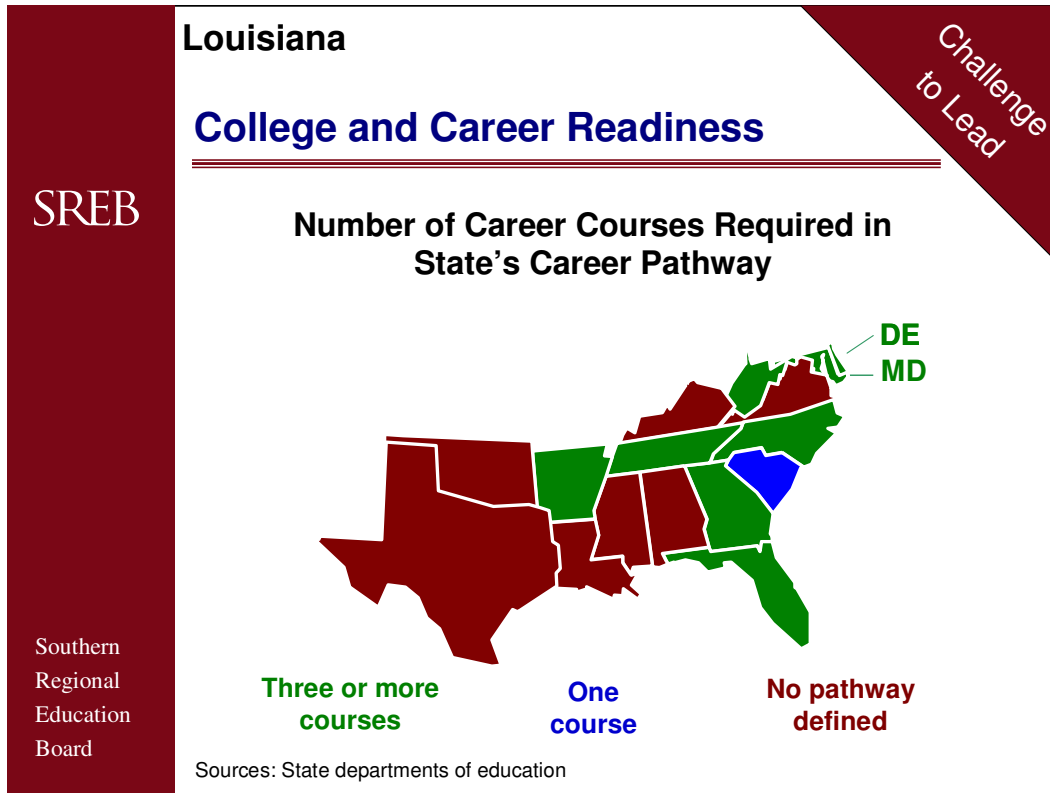 Louisiana
Challenge
to Lead
College and Career Readiness
SREB
Number of Career Courses Required in
State’s Career Pathway
DE
MD
Three or more
courses
One
course
No pathway
defined
Southern
Regional
Education
Board
Sources: State departments of education